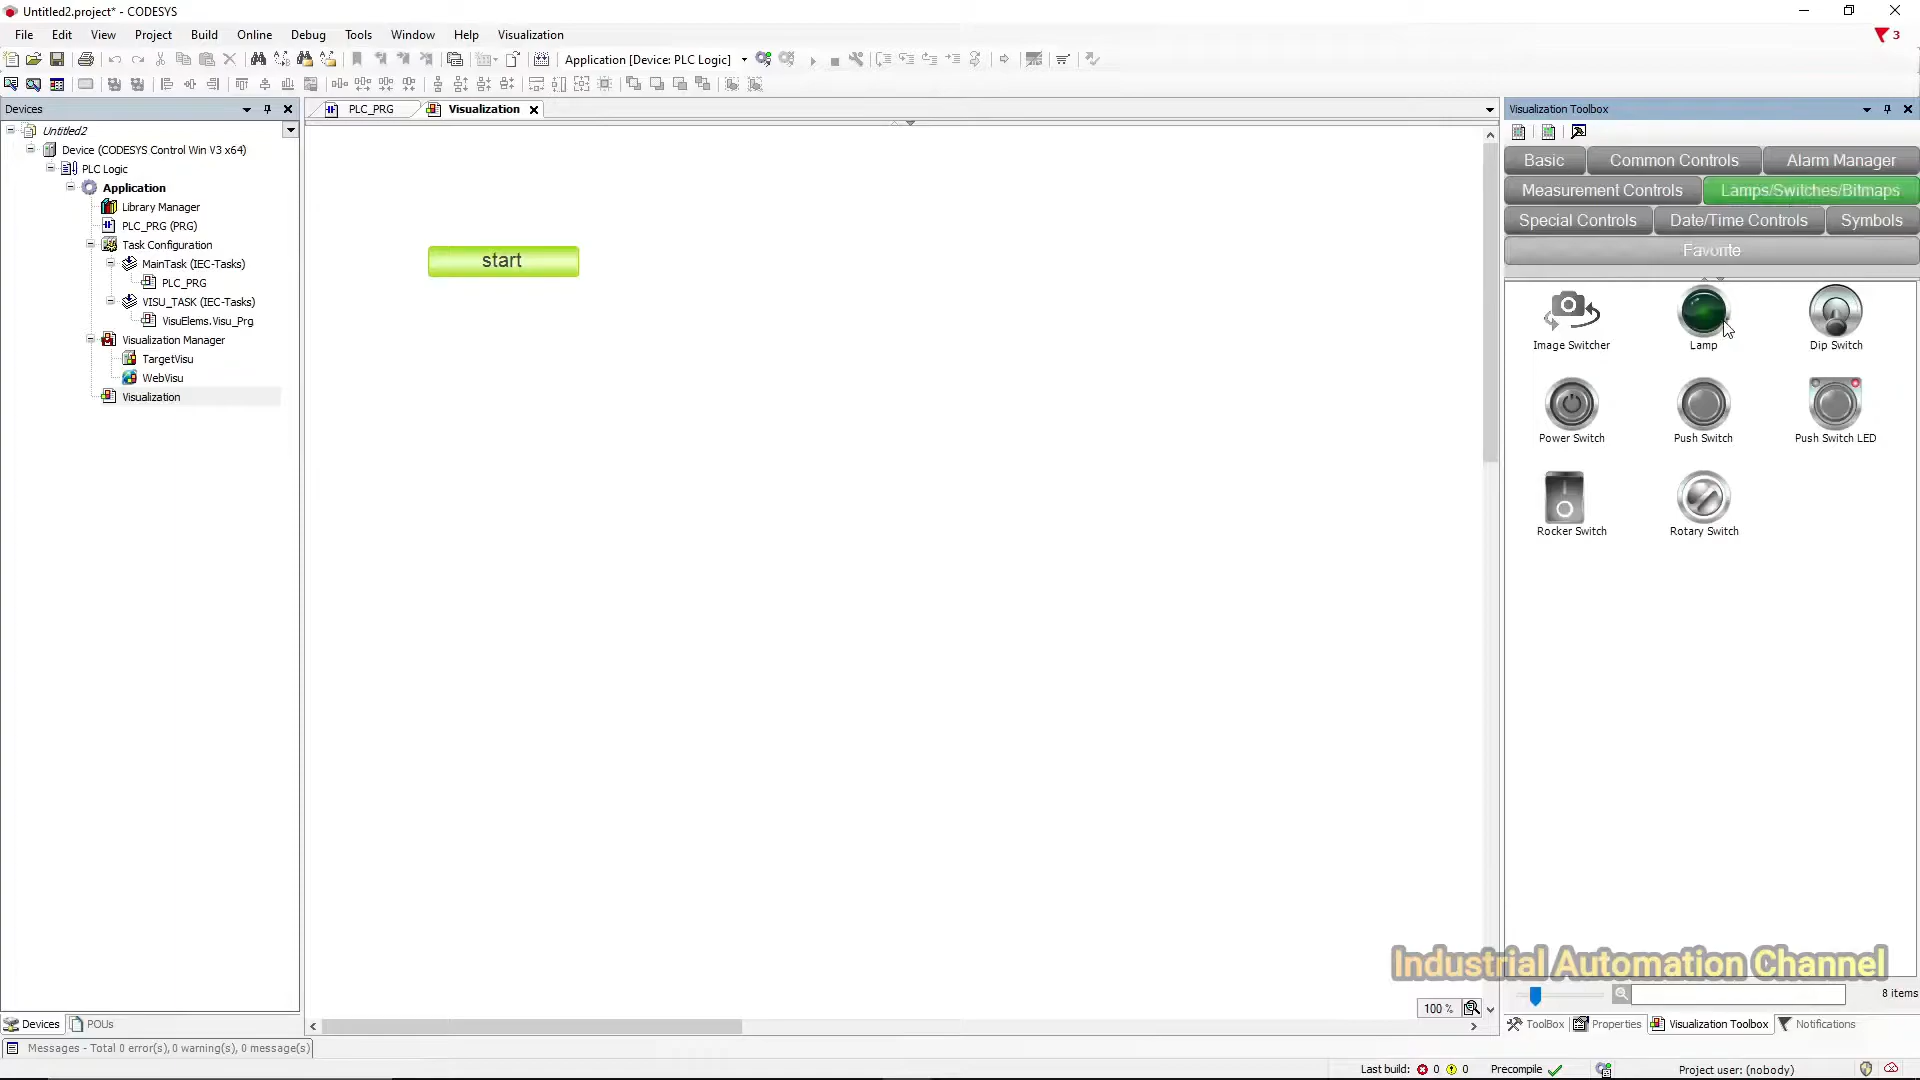 Untitled2.project* - CODESYS
File Edit View Project Build Online Debug Tools Window Help Visualization
3
Application [Device: PLC Logic]
Devices
Untitled2
Device (CODESYS Control Win V3 x64)
PLC Logic
Application
Library Manager
PLC_PRG (PRG)
Task Configuration
MainTask (IEC-Tasks)
PLC_PRG
VISU_TASK (IEC-Tasks)
VisuElems.Visu_Prg
Visualization Manager
TargetVisu
WebVisu
Visualization
PLC_PRG Visualization
start
Visualization Toolbox
Basic Common Controls Alarm Manager
Measurement Controls Lamps/Switches/Bitmaps
Special Controls Date/Time Controls Symbols
Favorite
Image Switcher Lamp Dip Switch
Power Switch Push Switch Push Switch LED
Rocker Switch Rotary Switch
Industrial Automation Channel
100 %
8 items
Devices POUs
ToolBox Properties Visualization Toolbox Notifications
Messages - Total 0 error(s), 0 warning(s), 0 message(s)
Last build: 0 0 Precompile Project user: (nobody)